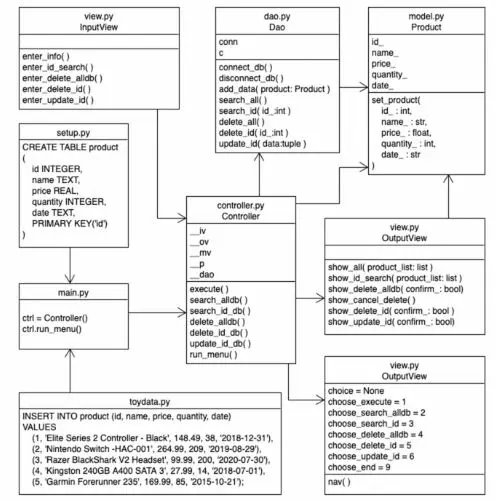 view.py
InputView
enter_info( )
enter_id_search( )
enter_delete_alldb( )
enter_delete_id( )
enter_update_id( )
dao.py
Dao
conn
c
connect_db( )
disconnect_db( )
add_data( product: Product )
search_all( )
search_id( id_:int )
delete_all( )
delete_id( id_:int )
update_id( data:tuple )
model.py
Product
id_
name_
price_
quantity_
date_
set_product(
id_ : int,
name_ : str,
price_ : float,
quantity_ : int,
date_ : str
)
setup.py
CREATE TABLE product
(
id INTEGER,
name TEXT,
price REAL,
quantity INTEGER,
date TEXT,
PRIMARY KEY('id')
)
controller.py
Controller
__iv
__ov
__mv
__p
__dao
execute( )
search_alldb( )
search_id_db( )
delete_alldb( )
delete_id_db( )
update_id_db( )
run_menu( )
view.py
OutputView
show_all( product_list: list )
show_id_search( product_list: list )
show_delete_alldb( confirm_: bool)
show_cancel_delete( )
show_delete_id( confirm_: bool )
show_update_id( confirm_: bool)
main.py
ctrl = Controller()
ctrl.run_menu()
view.py
OutputView
choice = None
choose_execute = 1
choose_search_alldb = 2
choose_search_id = 3
choose_delete_alldb = 4
choose_delete_id = 5
choose_update_id = 6
choose_end = 9
nav( )
toydata.py
INSERT INTO product (id, name, price, quantity, date)
VALUES
(1, 'Elite Series 2 Controller - Black', 148.49, 38, '2018-12-31'),
(2, 'Nintendo Switch -HAC-001', 264.99, 209, '2019-08-29'),
(3, 'Razer BlackShark V2 Headset', 99.99, 200, '2020-07-30'),
(4, 'Kingston 240GB A400 SATA 3', 27.99, 14, '2018-07-01'),
(5, 'Garmin Forerunner 235', 169.99, 85, '2015-10-21');